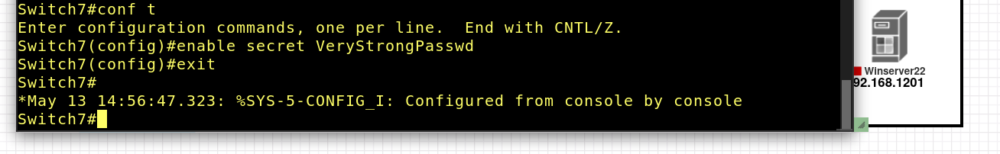 Switch7#conf t
Enter configuration commands, one per line.  End with CNTL/Z.
Switch7(config)#enable secret VeryStrongPasswd
Switch7(config)#exit
Switch7#
*May 13 14:56:47.323: %SYS-5-CONFIG_I: Configured from console by console
Switch7#
Winserver22
92.168.1201